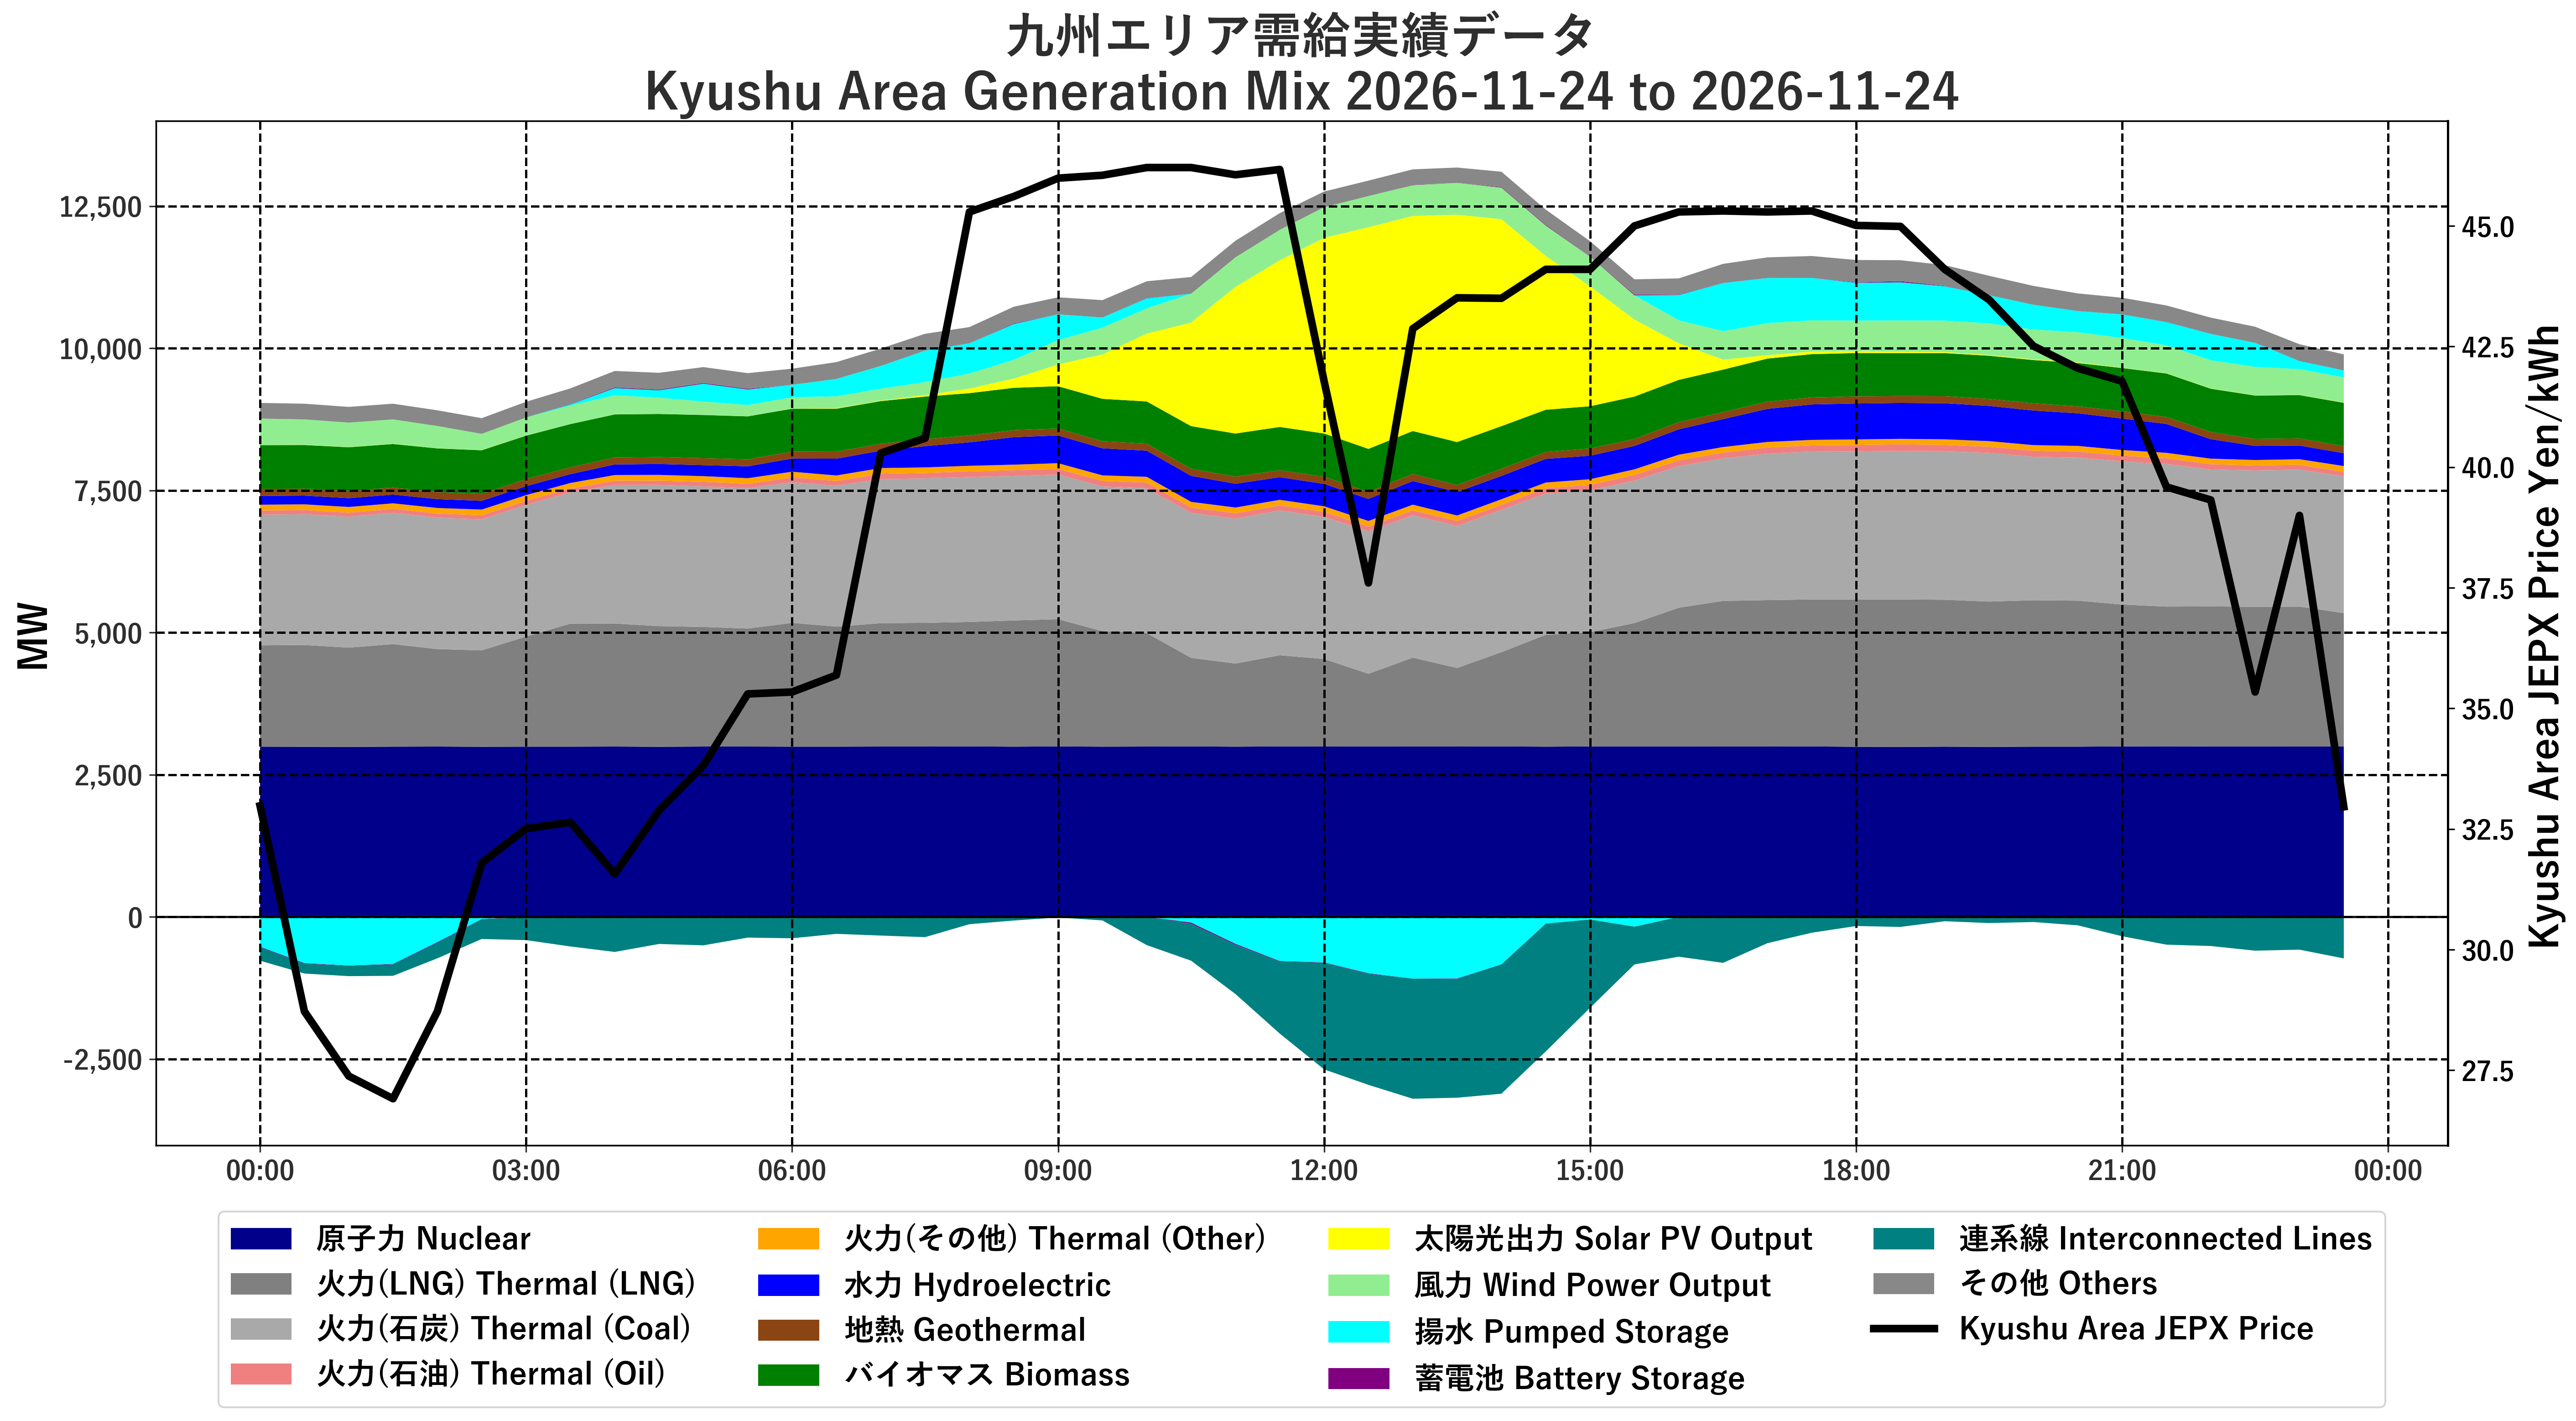 九州エリア需給実績データ
Kyushu Area Generation Mix 2026-11-24 to 2026-11-24
12,500
10,000
7,500
5,000
2,500
0
-2,500
MW
45.0
42.5
40.0
37.5
35.0
32.5
30.0
27.5
Kyushu Area JEPX Price Yen/kWh
00:00 03:00 06:00 09:00 12:00 15:00 18:00 21:00 00:00
原子力 Nuclear
火力(LNG) Thermal (LNG)
火力(石炭) Thermal (Coal)
火力(石油) Thermal (Oil)
火力(その他) Thermal (Other)
水力 Hydroelectric
地熱 Geothermal
バイオマス Biomass
太陽光出力 Solar PV Output
風力 Wind Power Output
揚水 Pumped Storage
蓄電池 Battery Storage
連系線 Interconnected Lines
その他 Others
Kyushu Area JEPX Price